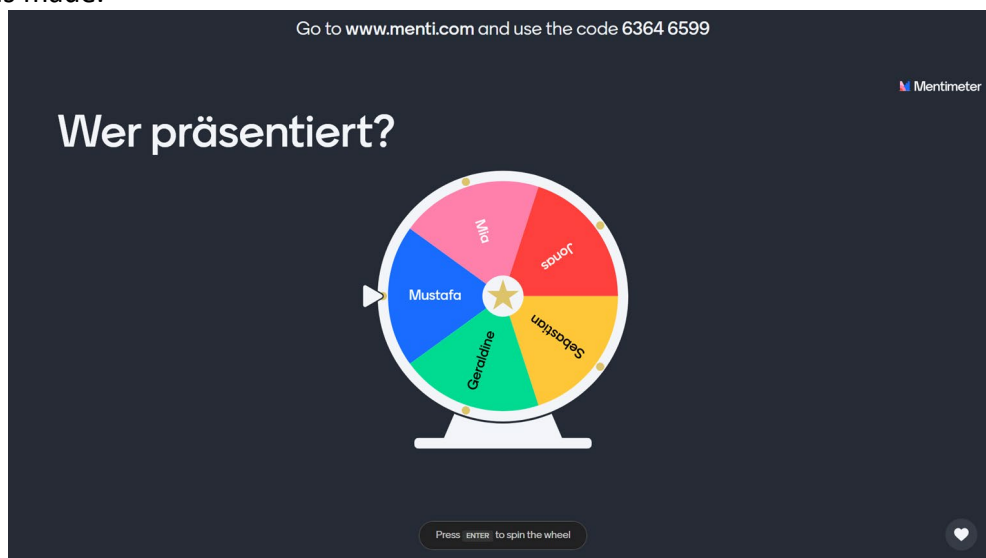 s made.
Go to www.menti.com and use the code 6364 6599
Mentimeter
Wer präsentiert?
Mia
Jonas
Mustafa
Sebastian
Geraldine
Press ENTER to spin the wheel